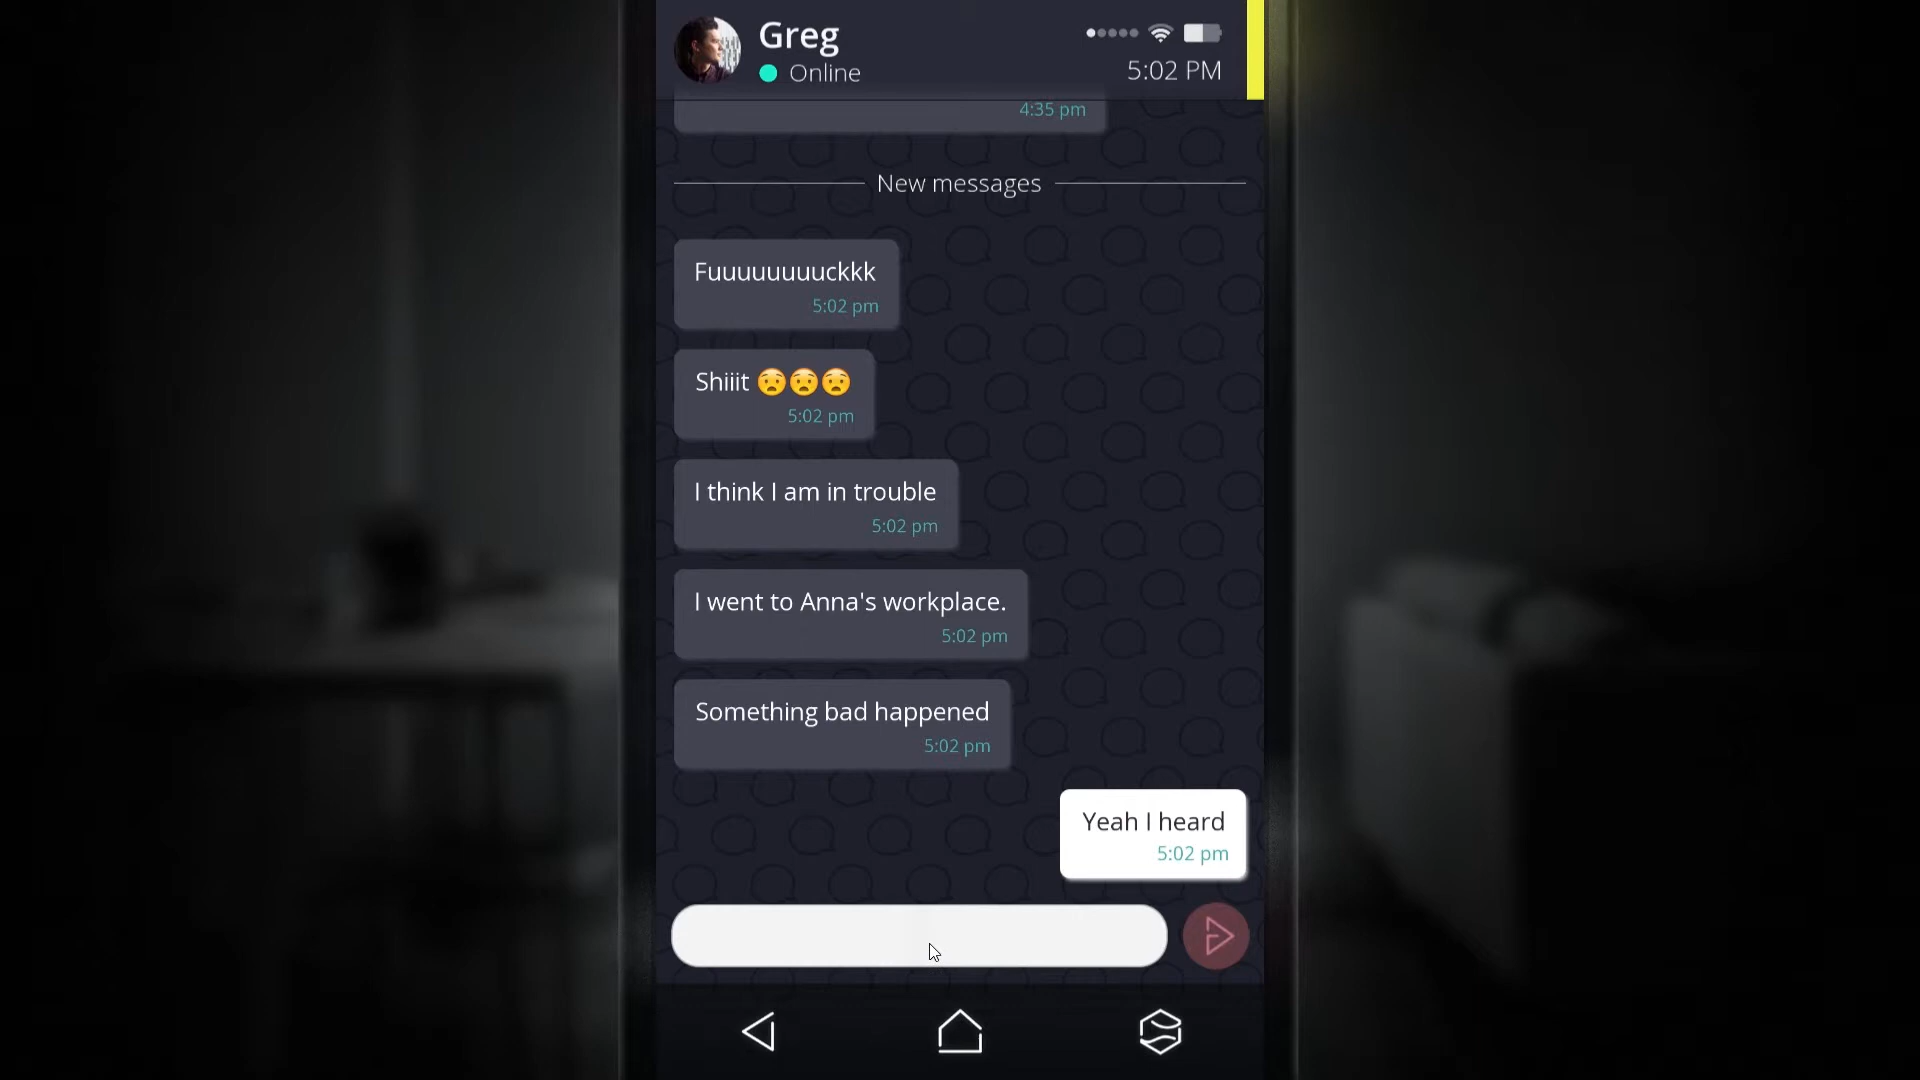 Greg
Online
5:02 PM
4:35 pm
New messages
Fuuuuuuuuckkk
5:02 pm
Shiiit 😟😟😟
5:02 pm
I think I am in trouble
5:02 pm
I went to Anna's workplace.
5:02 pm
Something bad happened
5:02 pm
Yeah I heard
5:02 pm